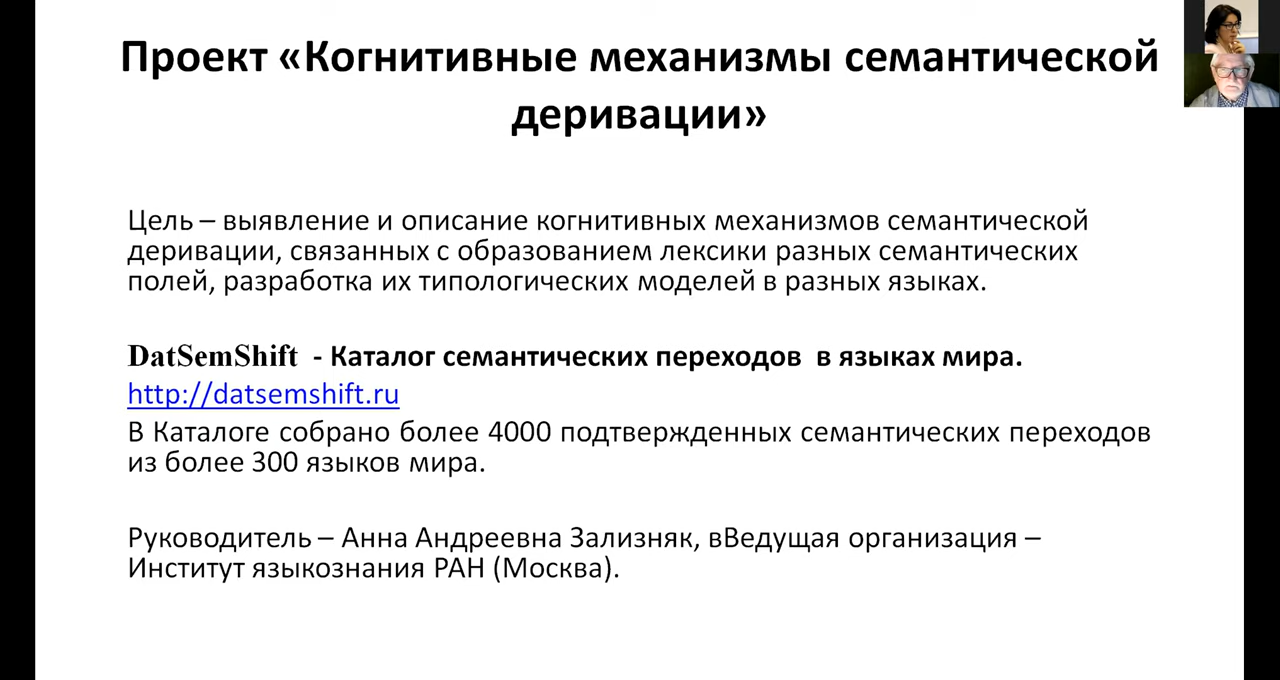 Проект «Когнитивные механизмы семантической
деривации»
Цель – выявление и описание когнитивных механизмов семантической
деривации, связанных с образованием лексики разных семантических
полей, разработка их типологических моделей в разных языках.
DatSemShift - Каталог семантических переходов в языках мира.
http://datsemshift.ru
В Каталоге собрано более 4000 подтвержденных семантических переходов
из более 300 языков мира.
Руководитель – Анна Андреевна Зализняк, вВедущая организация –
Институт языкознания РАН (Москва).